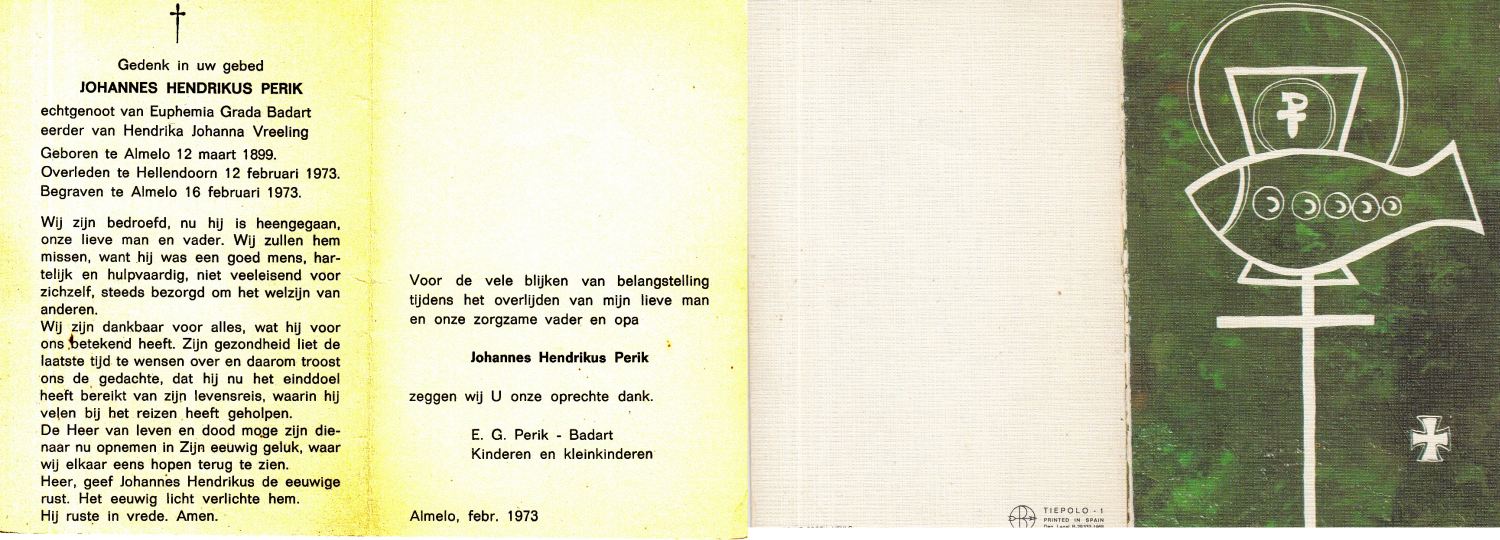 Gedenk in uw gebed
JOHANNES HENDRIKUS PERIK
echtgenoot van Euphemia Grada Badart
eerder van Hendrika Johanna Vreeling
Geboren te Almelo 12 maart 1899.
Overleden te Hellendoorn 12 februari 1973.
Begraven te Almelo 16 februari 1973.
Wij zijn bedroefd, nu hij is heengegaan,
onze lieve man en vader. Wij zullen hem
missen, want hij was een goed mens, har-
telijk en hulpvaardig, niet veeleisend voor
zichzelf, steeds bezorgd om het welzijn van
anderen.
Wij zijn dankbaar voor alles, wat hij voor
ons betekend heeft. Zijn gezondheid liet de
laatste tijd te wensen over en daarom troost
ons de gedachte, dat hij nu het einddoel
heeft bereikt van zijn levensreis, waarin hij
velen bij het reizen heeft geholpen.
De Heer van leven en dood moge zijn die-
naar nu opnemen in Zijn eeuwig geluk, waar
wij elkaar eens hopen terug te zien.
Heer, geef Johannes Hendrikus de eeuwige
rust. Het eeuwig licht verlichte hem.
Hij ruste in vrede. Amen.
Voor de vele blijken van belangstelling
tijdens het overlijden van mijn lieve man
en onze zorgzame vader en opa
Johannes Hendrikus Perik
zeggen wij U onze oprechte dank.
E. G. Perik - Badart
Kinderen en kleinkinderen
Almelo, febr. 1973
TIEPOLO - 1
PRINTED IN SPAIN